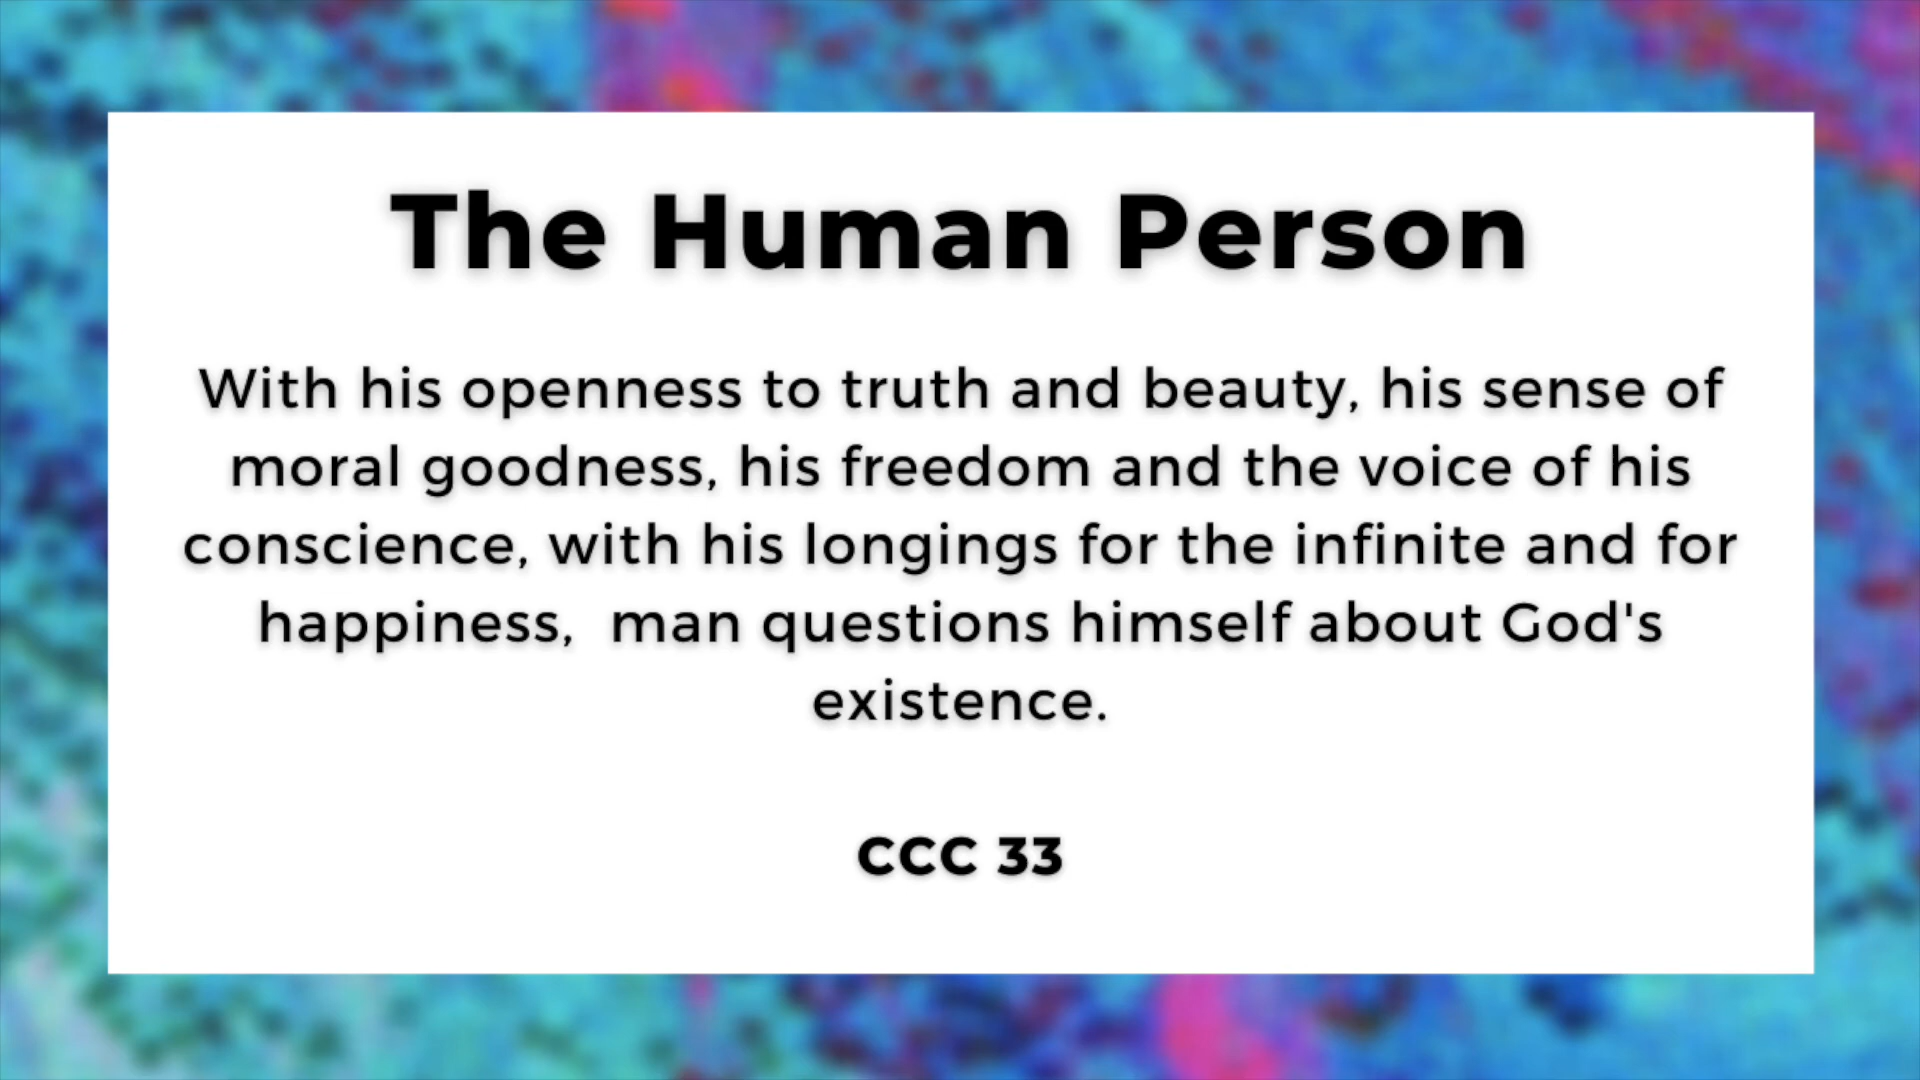 The Human Person
With his openness to truth and beauty, his sense of
moral goodness, his freedom and the voice of his
conscience, with his longings for the infinite and for
happiness,  man questions himself about God's
existence.
CCC 33